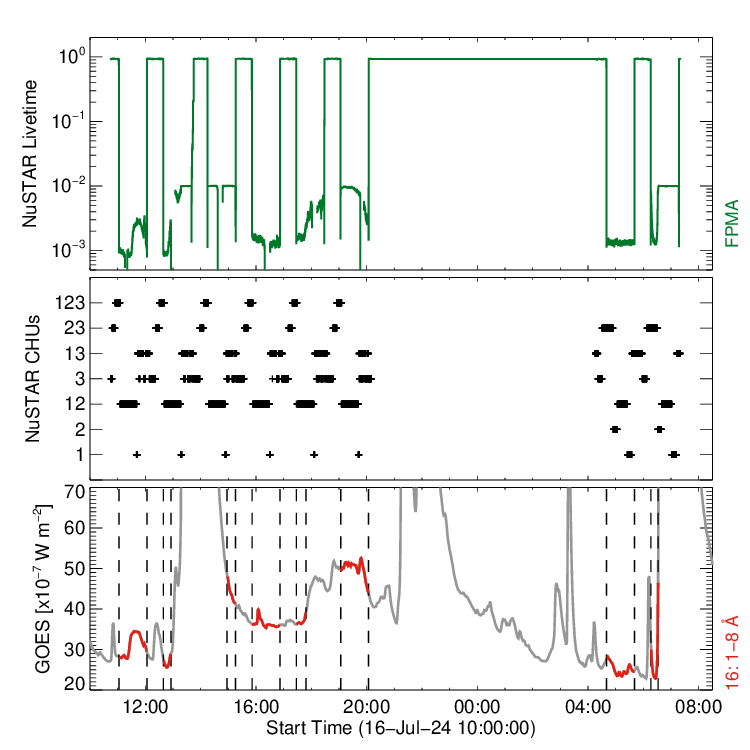 NuSTAR Livetime
10⁰
10⁻¹
10⁻²
10⁻³
FPMA
NuSTAR CHUs
123
23
13
3
12
2
1
GOES [x10⁻⁷ W m⁻²]
70
60
50
40
30
20
16: 1−8 Å
12:00 16:00 20:00 00:00 04:00 08:00
Start Time (16−Jul−24 10:00:00)